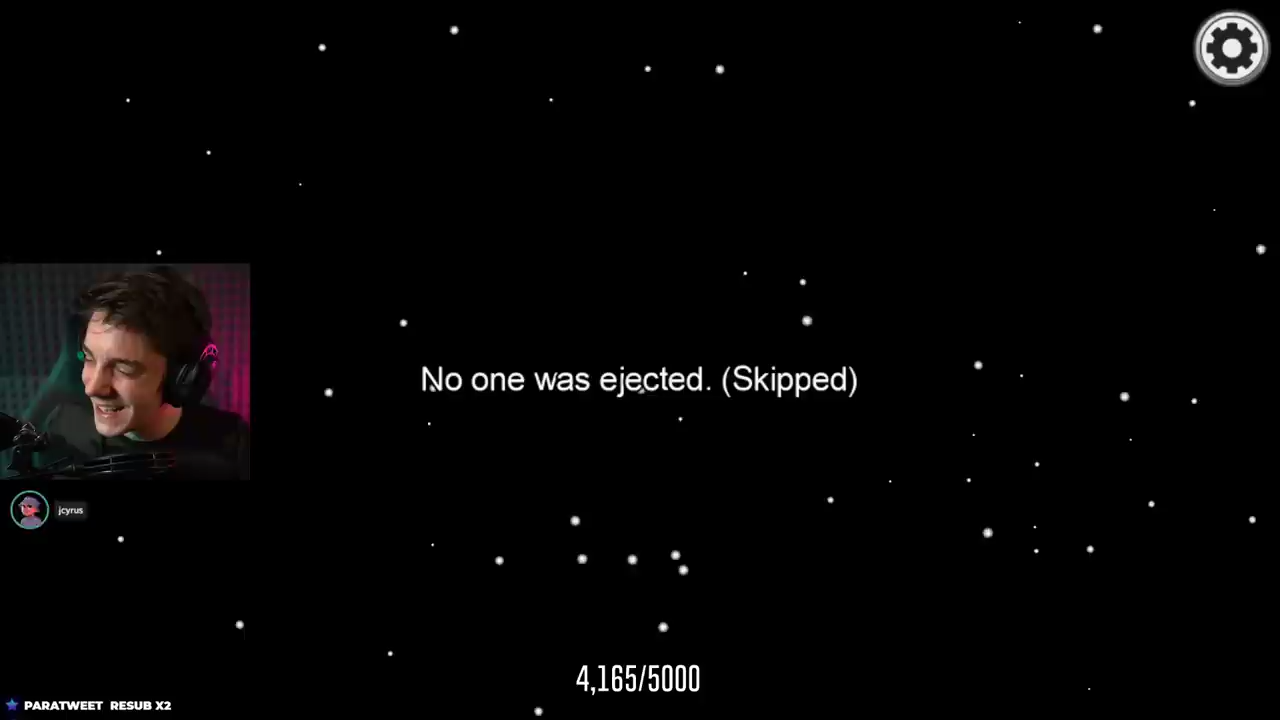 No one was ejected. (Skipped)
jcyrus
4,165/5000
PARATWEET RESUB X2